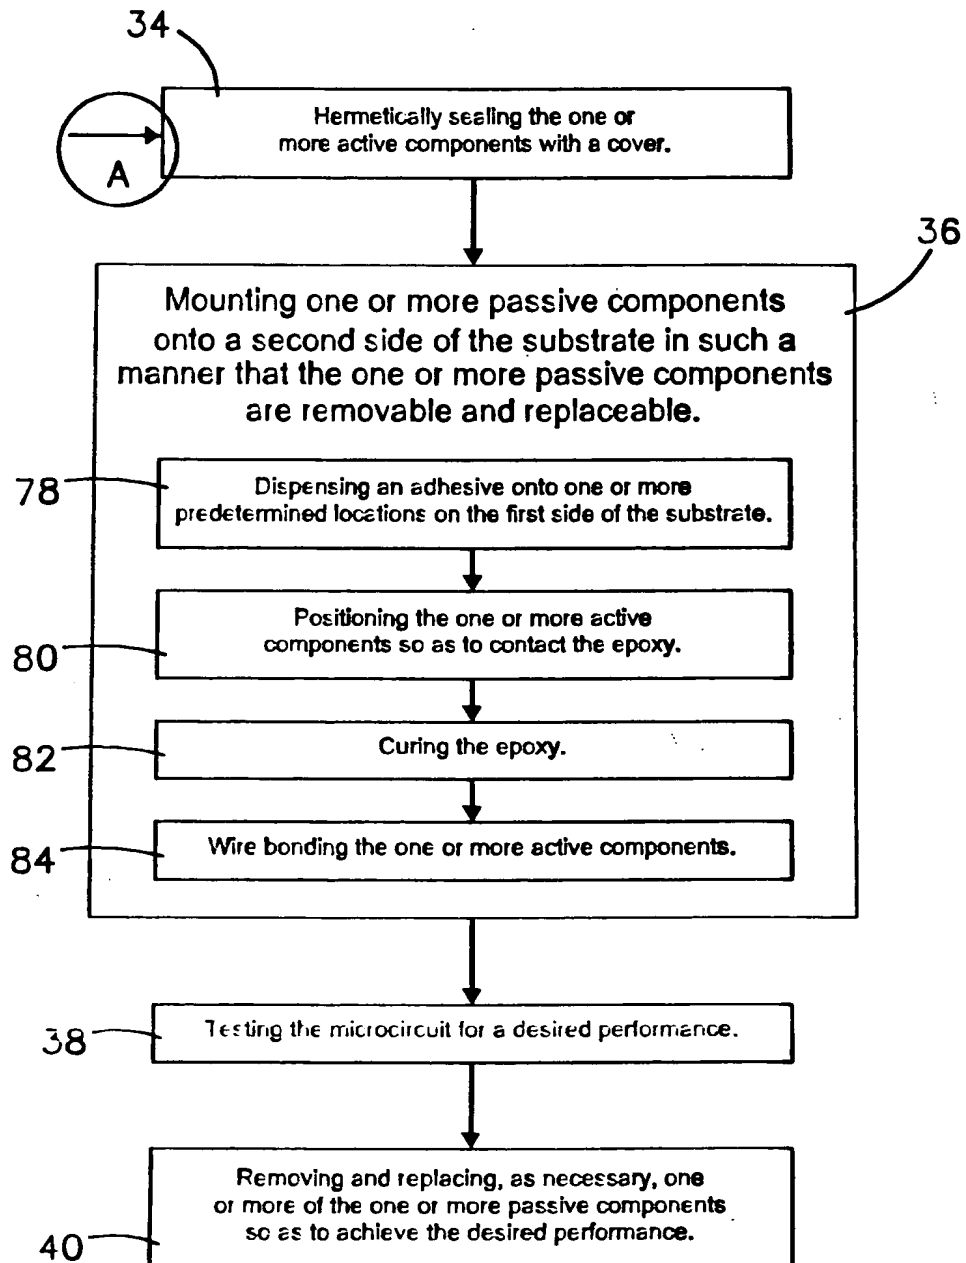 34
Hermetically sealing the one or
more active components with a cover.
A
36
Mounting one or more passive components
onto a second side of the substrate in such a
manner that the one or more passive components
are removable and replaceable.
78
Dispensing an adhesive onto one or more
predetermined locations on the first side of the substrate.
80
Positioning the one or more active
components so as to contact the epoxy.
82
Curing the epoxy.
84
Wire bonding the one or more active components.
38
Testing the microcircuit for a desired performance.
40
Removing and replacing, as necessary, one
or more of the one or more passive components
so as to achieve the desired performance.